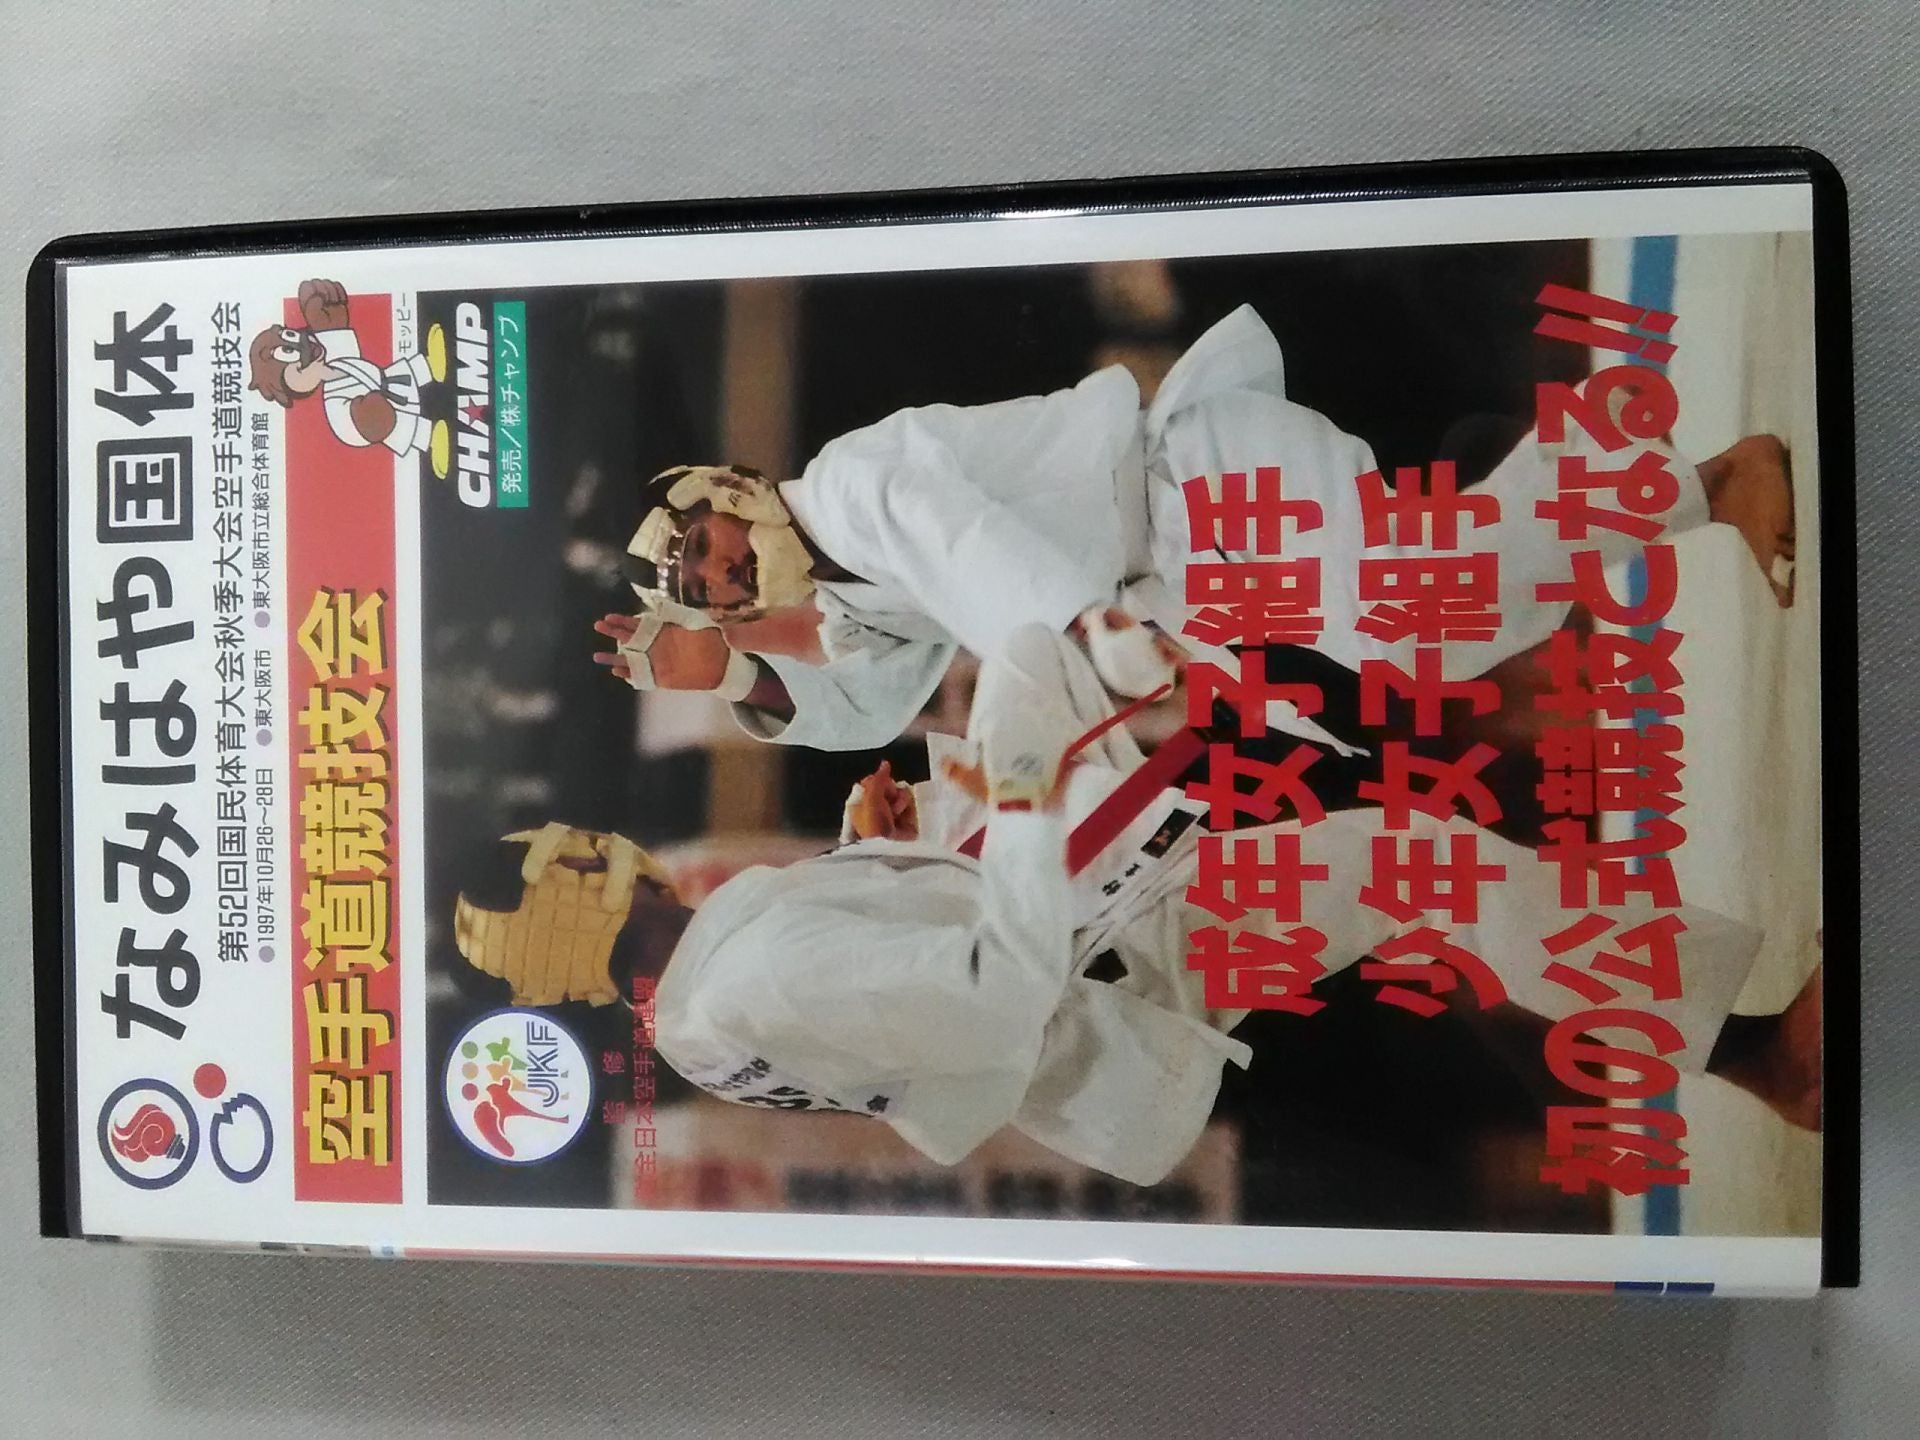 なみはや国体
第52回国民体育大会秋季大会空手道競技会
●1997年10月26〜28日 ●東大阪市 ●東大阪市立総合体育館
空手道競技会
モッピー
CHAMP
発売/(株)チャンプ
JKF
監修
全日本空手道連盟
成年女子組手
少年女子組手
初の公式競技となる!!